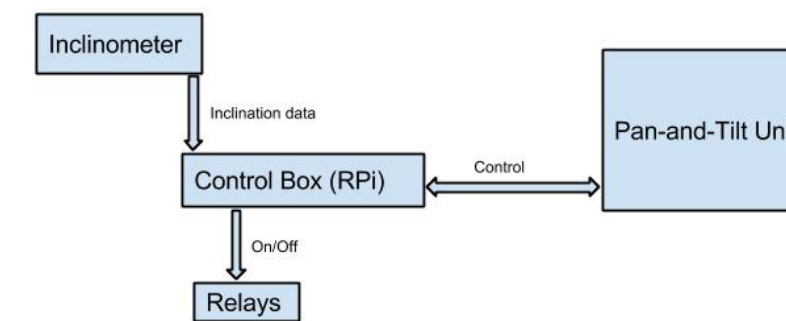 Inclinometer
Inclination data
Pan-and-Tilt Un
Control Box (RPi)
Control
On/Off
Relays